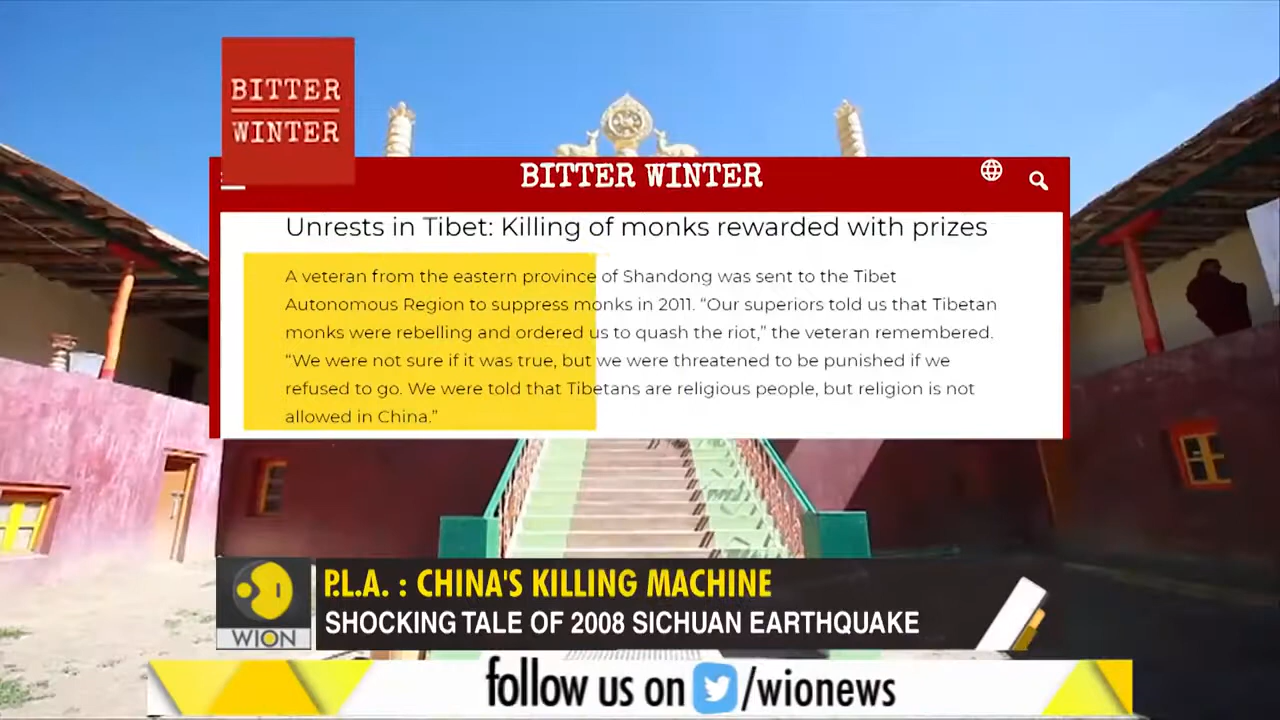 BITTER
WINTER
BITTER WINTER
Unrests in Tibet: Killing of monks rewarded with prizes
A veteran from the eastern province of Shandong was sent to the Tibet
Autonomous Region to suppress monks in 2011. “Our superiors told us that Tibetan
monks were rebelling and ordered us to quash the riot,” the veteran remembered.
“We were not sure if it was true, but we were threatened to be punished if we
refused to go. We were told that Tibetans are religious people, but religion is not
allowed in China.”
P.L.A. : CHINA'S KILLING MACHINE
SHOCKING TALE OF 2008 SICHUAN EARTHQUAKE
WION
follow us on /wionews